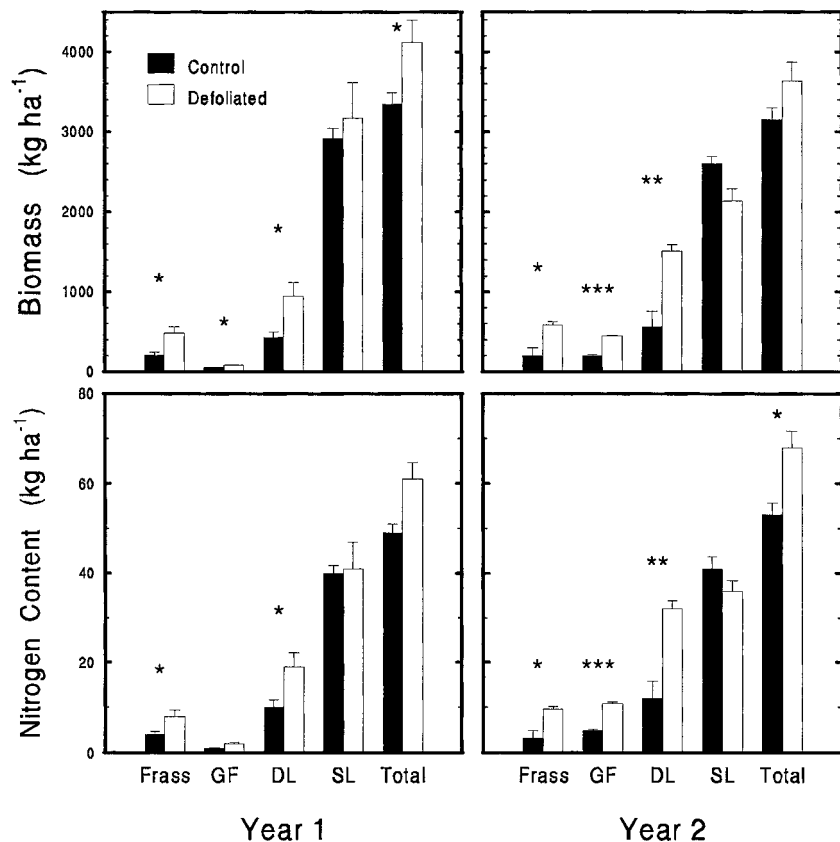 Biomass (kg ha-1)
4000
3000
2000
1000
0
Control
Defoliated
*
*
*
*
*
***
**
Nitrogen Content (kg ha-1)
80
60
40
20
0
*
*
*
***
**
*
Frass GF DL SL Total
Frass GF DL SL Total
Year 1
Year 2